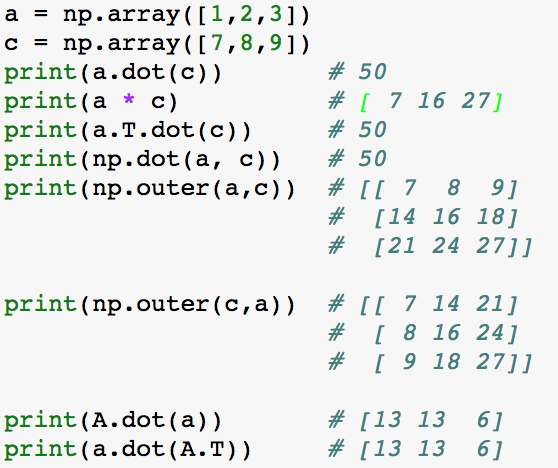 a = np.array([1,2,3])
c = np.array([7,8,9])
print(a.dot(c))       # 50
print(a * c)          # [ 7 16 27]
print(a.T.dot(c))     # 50
print(np.dot(a, c))   # 50
print(np.outer(a,c))  # [[ 7  8  9]
                      #  [14 16 18]
                      #  [21 24 27]]
print(np.outer(c,a))  # [[ 7 14 21]
                      #  [ 8 16 24]
                      #  [ 9 18 27]]
print(A.dot(a))       # [13 13  6]
print(a.dot(A.T))     # [13 13  6]